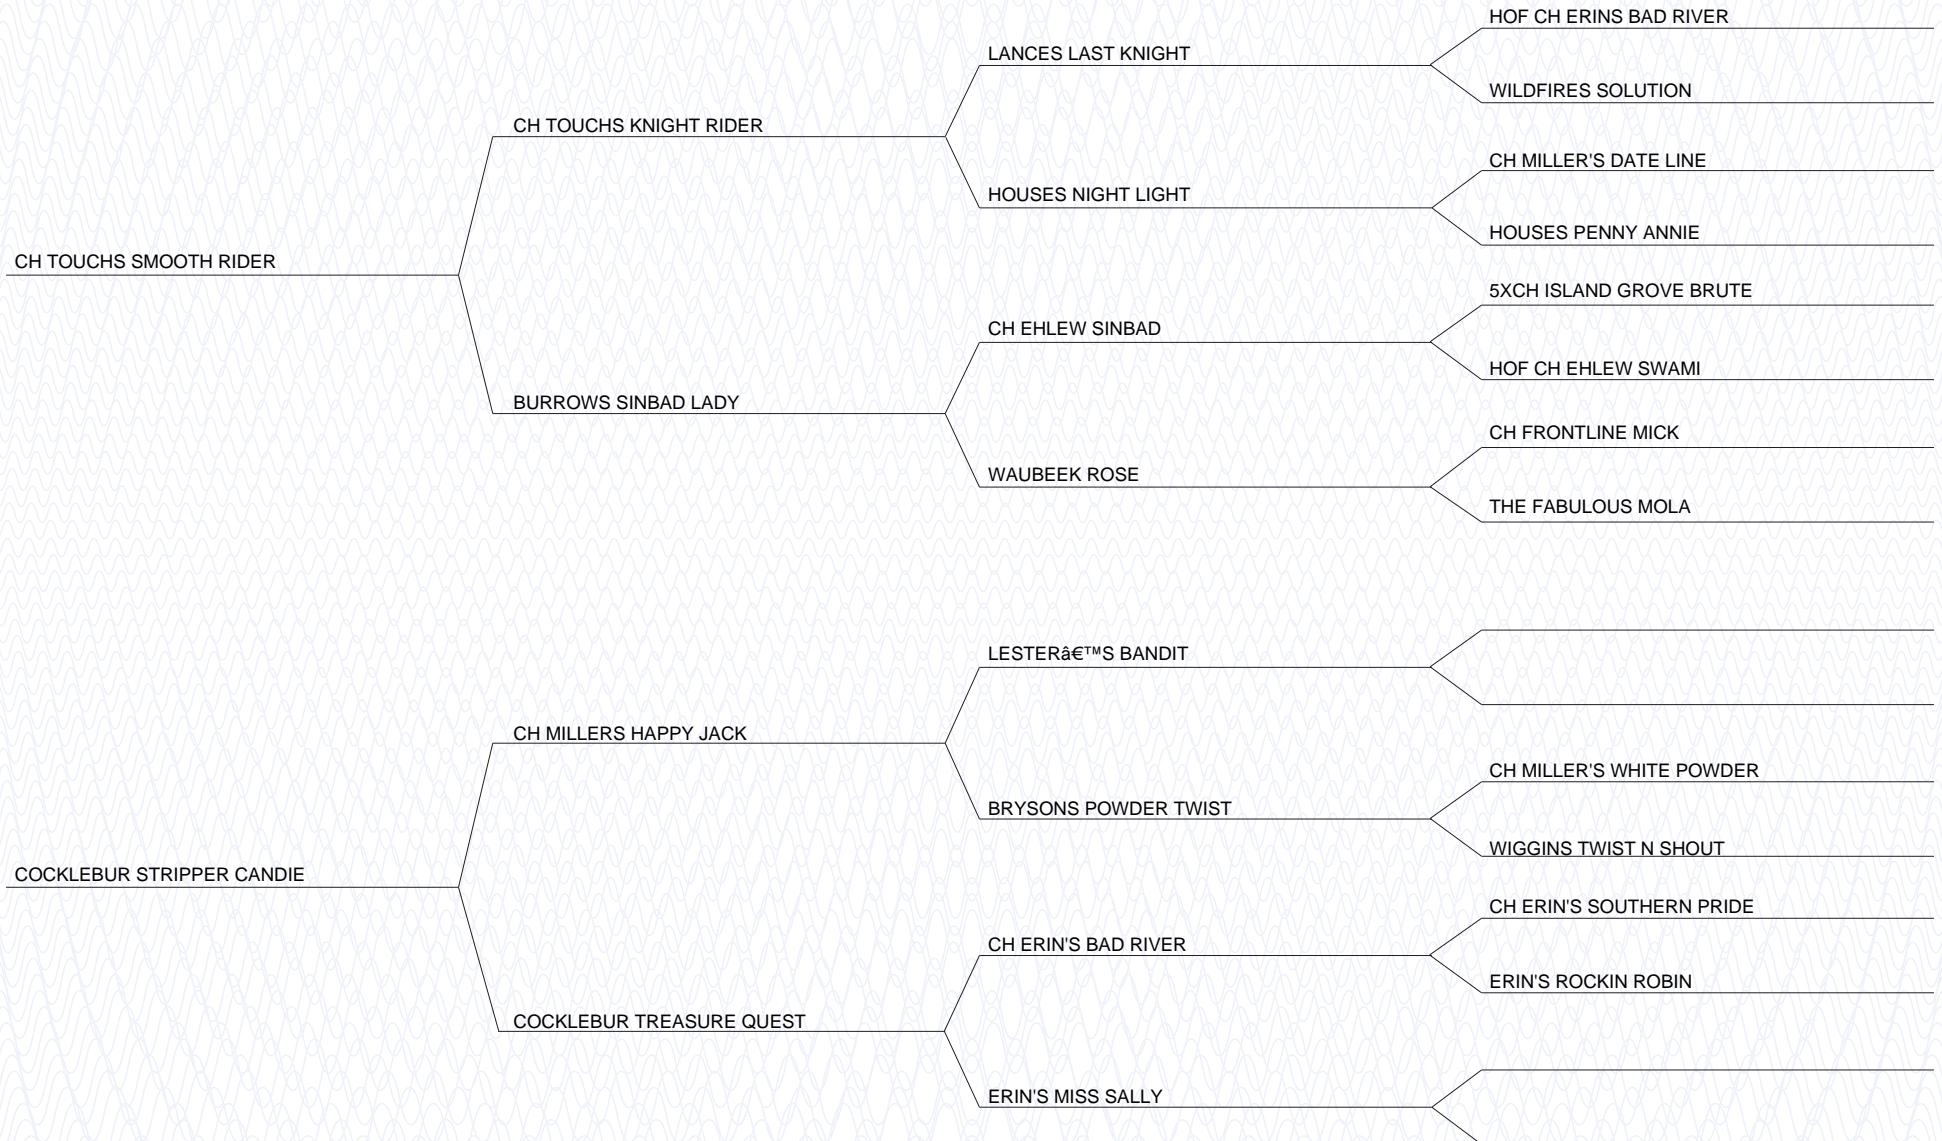 HOF CH ERINS BAD RIVER
LANCES LAST KNIGHT
WILDFIRES SOLUTION
CH TOUCHS KNIGHT RIDER
CH MILLER'S DATE LINE
HOUSES NIGHT LIGHT
HOUSES PENNY ANNIE
CH TOUCHS SMOOTH RIDER
5XCH ISLAND GROVE BRUTE
CH EHLEW SINBAD
HOF CH EHLEW SWAMI
BURROWS SINBAD LADY
CH FRONTLINE MICK
WAUBEEK ROSE
THE FABULOUS MOLA
LESTERâ€™S BANDIT
CH MILLERS HAPPY JACK
CH MILLER'S WHITE POWDER
BRYSONS POWDER TWIST
WIGGINS TWIST N SHOUT
COCKLEBUR STRIPPER CANDIE
CH ERIN'S SOUTHERN PRIDE
CH ERIN'S BAD RIVER
ERIN'S ROCKIN ROBIN
COCKLEBUR TREASURE QUEST
ERIN'S MISS SALLY